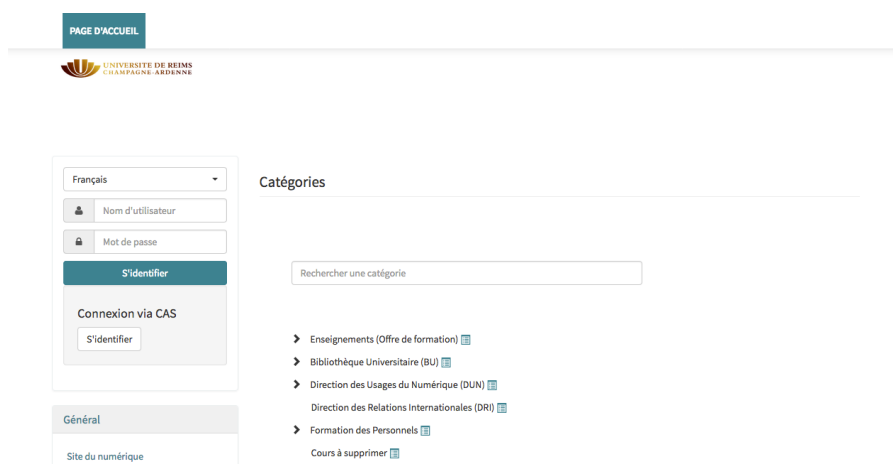 PAGE D'ACCUEIL
UNIVERSITE DE REIMS
CHAMPAGNE-ARDENNE
Français
Nom d'utilisateur
Mot de passe
S'identifier
Connexion via CAS
S'identifier
Général
Site du numérique
Catégories
Rechercher une catégorie
Enseignements (Offre de formation)
Bibliothèque Universitaire (BU)
Direction des Usages du Numérique (DUN)
Direction des Relations Internationales (DRI)
Formation des Personnels
Cours à supprimer